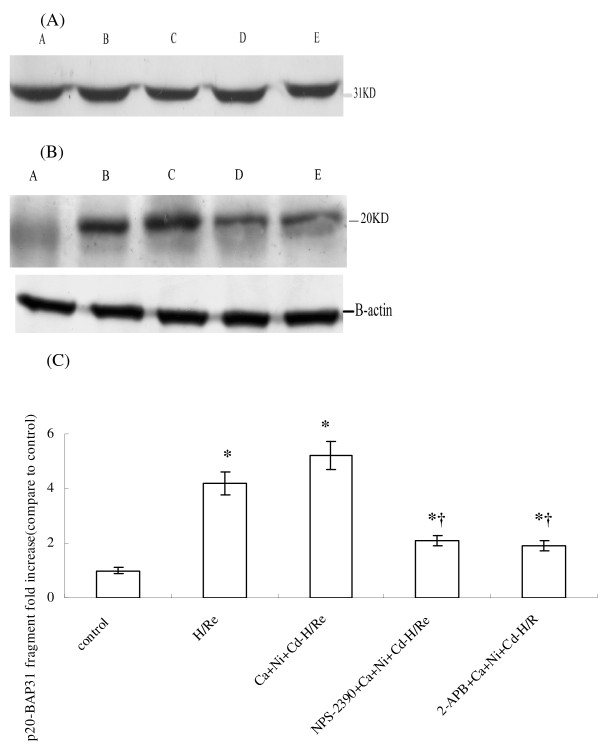 (A)
A B C D E
31KD
(B)
A B C D E
20KD
B-actin
(C)
p20-BAP31 fragment fold increase(compare to control)
6
4
2
0
* * *† *†
control
H/Re
Ca+Ni+Cd-H/Re
NPS-2390+Ca+Ni+Cd-H/Re
2-APB+Ca+Ni+Cd-H/R